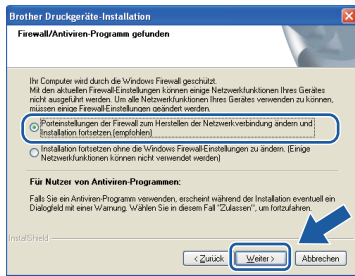 Brother Druckgeräte-Installation
Firewall/Antiviren-Programm gefunden
Ihr Computer wird durch die Windows Firewall geschützt.
Mit den aktuellen Firewall-Einstellungen können einige Netzwerkfunktionen Ihres Gerätes
nicht ausgeführt werden. Um alle Netzwerkfunktionen Ihres Gerätes verwenden zu können,
müssen einige Firewall-Einstellungen geändert werden.
Porteinstellungen der Firewall zum Herstellen der Netzwerkverbindung ändern und
Installation fortsetzen.(empfohlen)
Installation fortsetzen ohne die Windows Firewall-Einstellungen zu ändern. (Einige
Netzwerkfunktionen können nicht verwendet werden)
Für Nutzer von Antiviren-Programmen:
Falls Sie ein Antiviren-Programm verwenden, erscheint während der Installation eventuell ein
Dialogfeld mit einer Warnung. Wählen Sie in diesem Fall "Zulassen", um fortzufahren.
InstallShield
< Zurück Weiter > Abbrechen